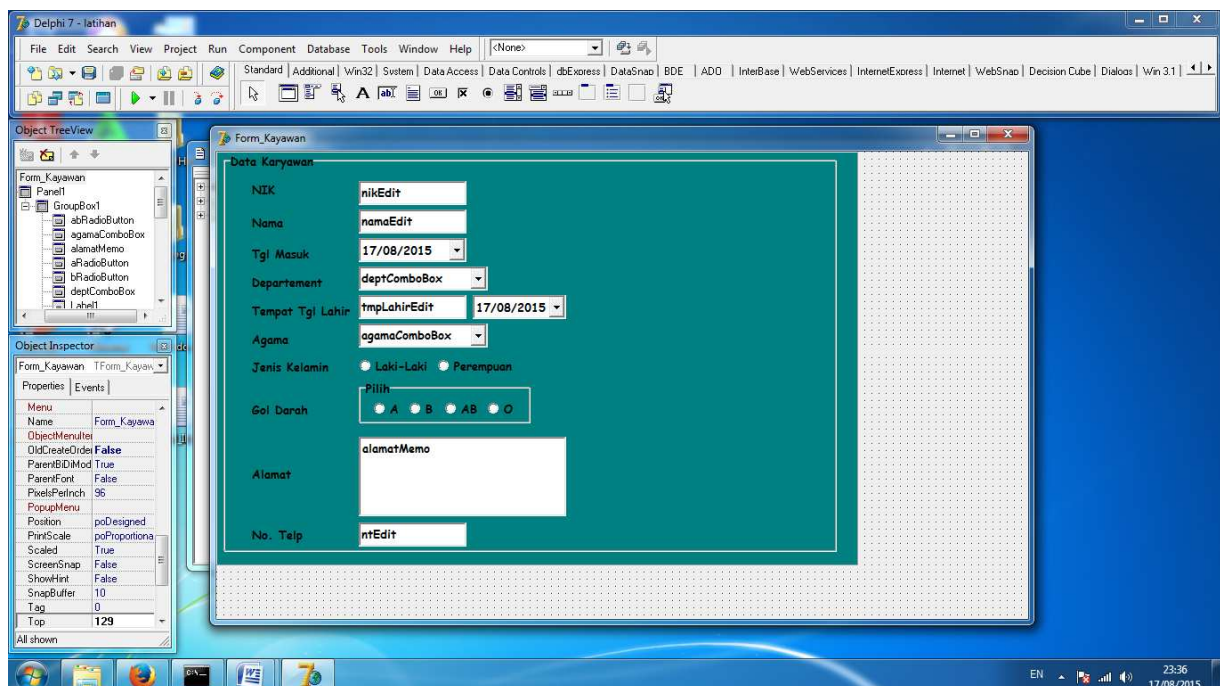 Delphi 7 - latihan
File Edit Search View Project Run Component Database Tools Window Help <None>
Standard Additional Win32 System Data Access Data Controls dbExpress DataSnap BDE ADO InterBase WebServices InternetExpress Internet WebSnap Decision Cube Dialogs Win 3.1
Object TreeView
Form_Kayawan
Panel1
GroupBox1
abRadioButton
agamaComboBox
alamatMemo
aRadioButton
bRadioButton
deptComboBox
Label1
Object Inspector
Form_Kayawan TForm_Kayaw
Properties Events
Menu
Name Form_Kayawa
ObjectMenuIte
OldCreateOrde False
ParentBiDiMod True
ParentFont False
PixelsPerInch 96
PopupMenu
Position poDesigned
PrintScale poProportiona
Scaled True
ScreenSnap False
ShowHint False
SnapBuffer 10
Tag 0
Top 129
All shown
Form_Kayawan
Data Karyawan
NIK nikEdit
Nama namaEdit
Tgl Masuk 17/08/2015
Departement deptComboBox
Tempat Tgl Lahir tmpLahirEdit 17/08/2015
Agama agamaComboBox
Jenis Kelamin Laki-Laki Perempuan
Pilih
Gol Darah A B AB O
Alamat alamatMemo
No. Telp ntEdit
EN 23:36
17/08/2015